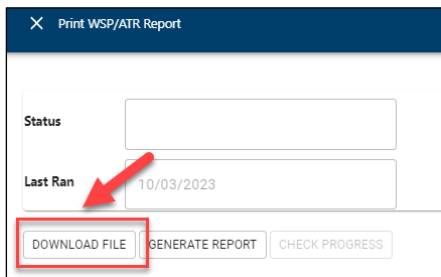 Print WSP/ATR Report
Status
Last Ran
10/03/2023
DOWNLOAD FILE
GENERATE REPORT
CHECK PROGRESS